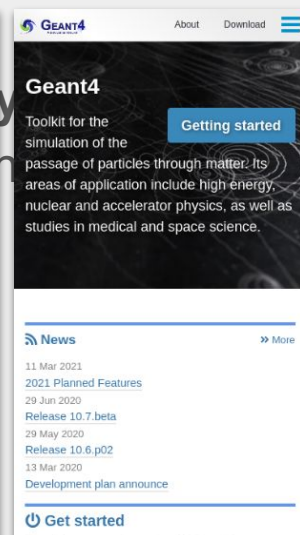 GEANT4
About
Download
Geant4
Toolkit for the
simulation of the
Getting started
passage of particles through matter. Its
areas of application include high energy,
nuclear and accelerator physics, as well as
studies in medical and space science.
News
» More
11 Mar 2021
2021 Planned Features
29 Jun 2020
Release 10.7.beta
29 May 2020
Release 10.6.p02
13 Mar 2020
Development plan announce
Get started